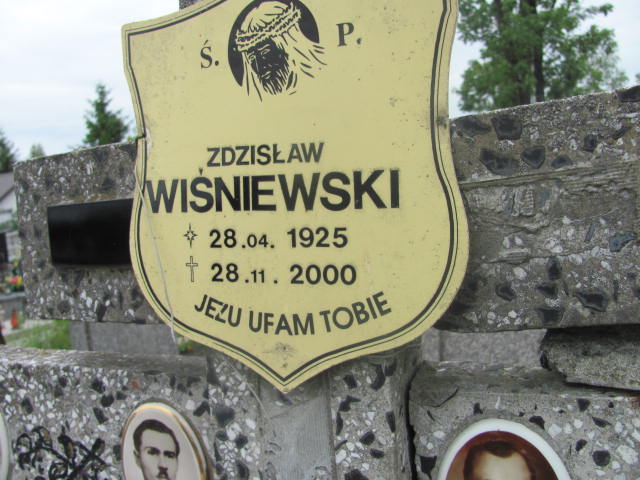 Ś. P.
ZDZISŁAW
WIŚNIEWSKI
28.04. 1925
28.11. 2000
JEZU UFAM TOBIE